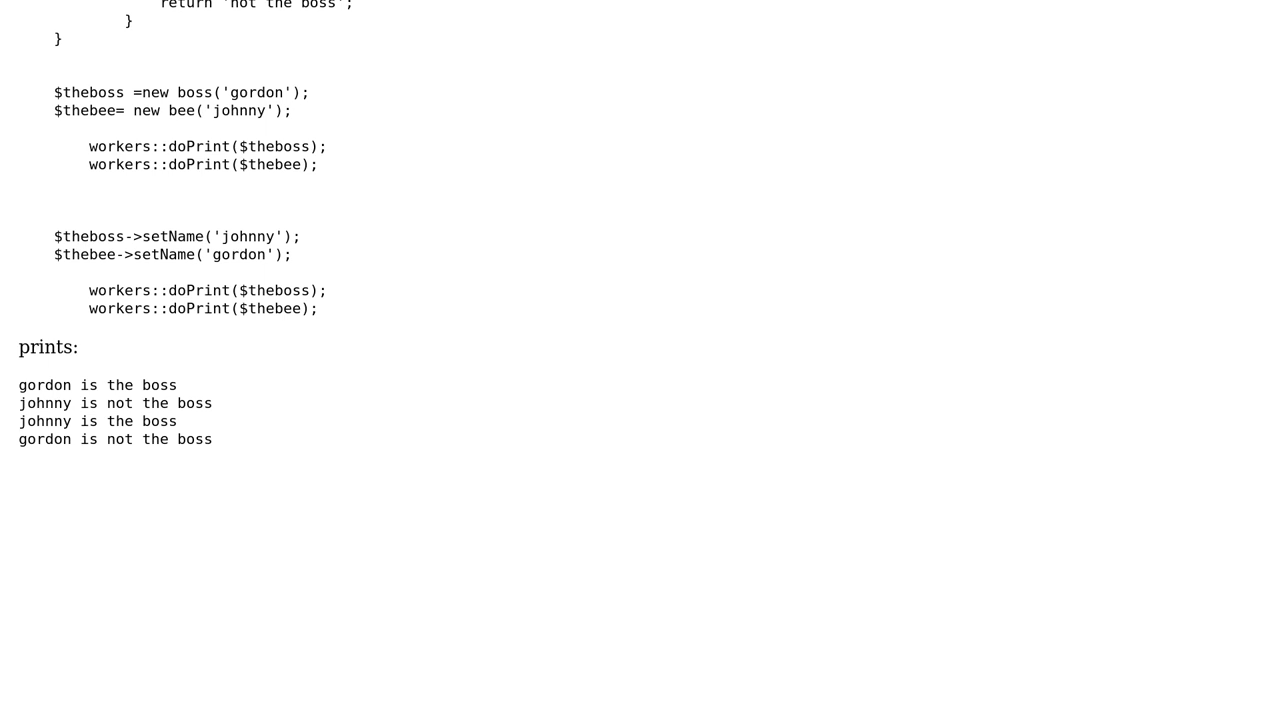 return 'not the boss';
}
}
$theboss =new boss('gordon');
$thebee= new bee('johnny');
workers::doPrint($theboss);
workers::doPrint($thebee);
$theboss->setName('johnny');
$thebee->setName('gordon');
workers::doPrint($theboss);
workers::doPrint($thebee);
prints:
gordon is the boss
johnny is not the boss
johnny is the boss
gordon is not the boss